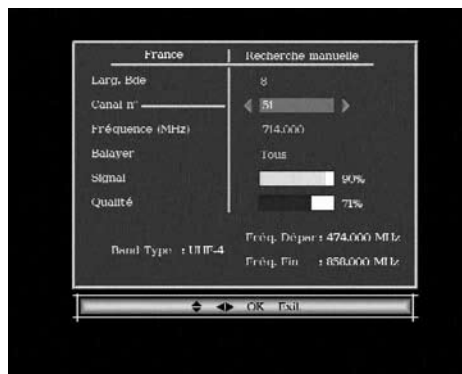 France Recherche manuelle
Larg. Bde 8
Canal n° 51
Fréquence (MHz) 714.000
Balayer Tous
Signal 90%
Qualité 71%
Fréq. Dépar : 474.000 MHz
Band Type : UHF-4
Fréq. Fin : 858.000 MHz
OK Exit